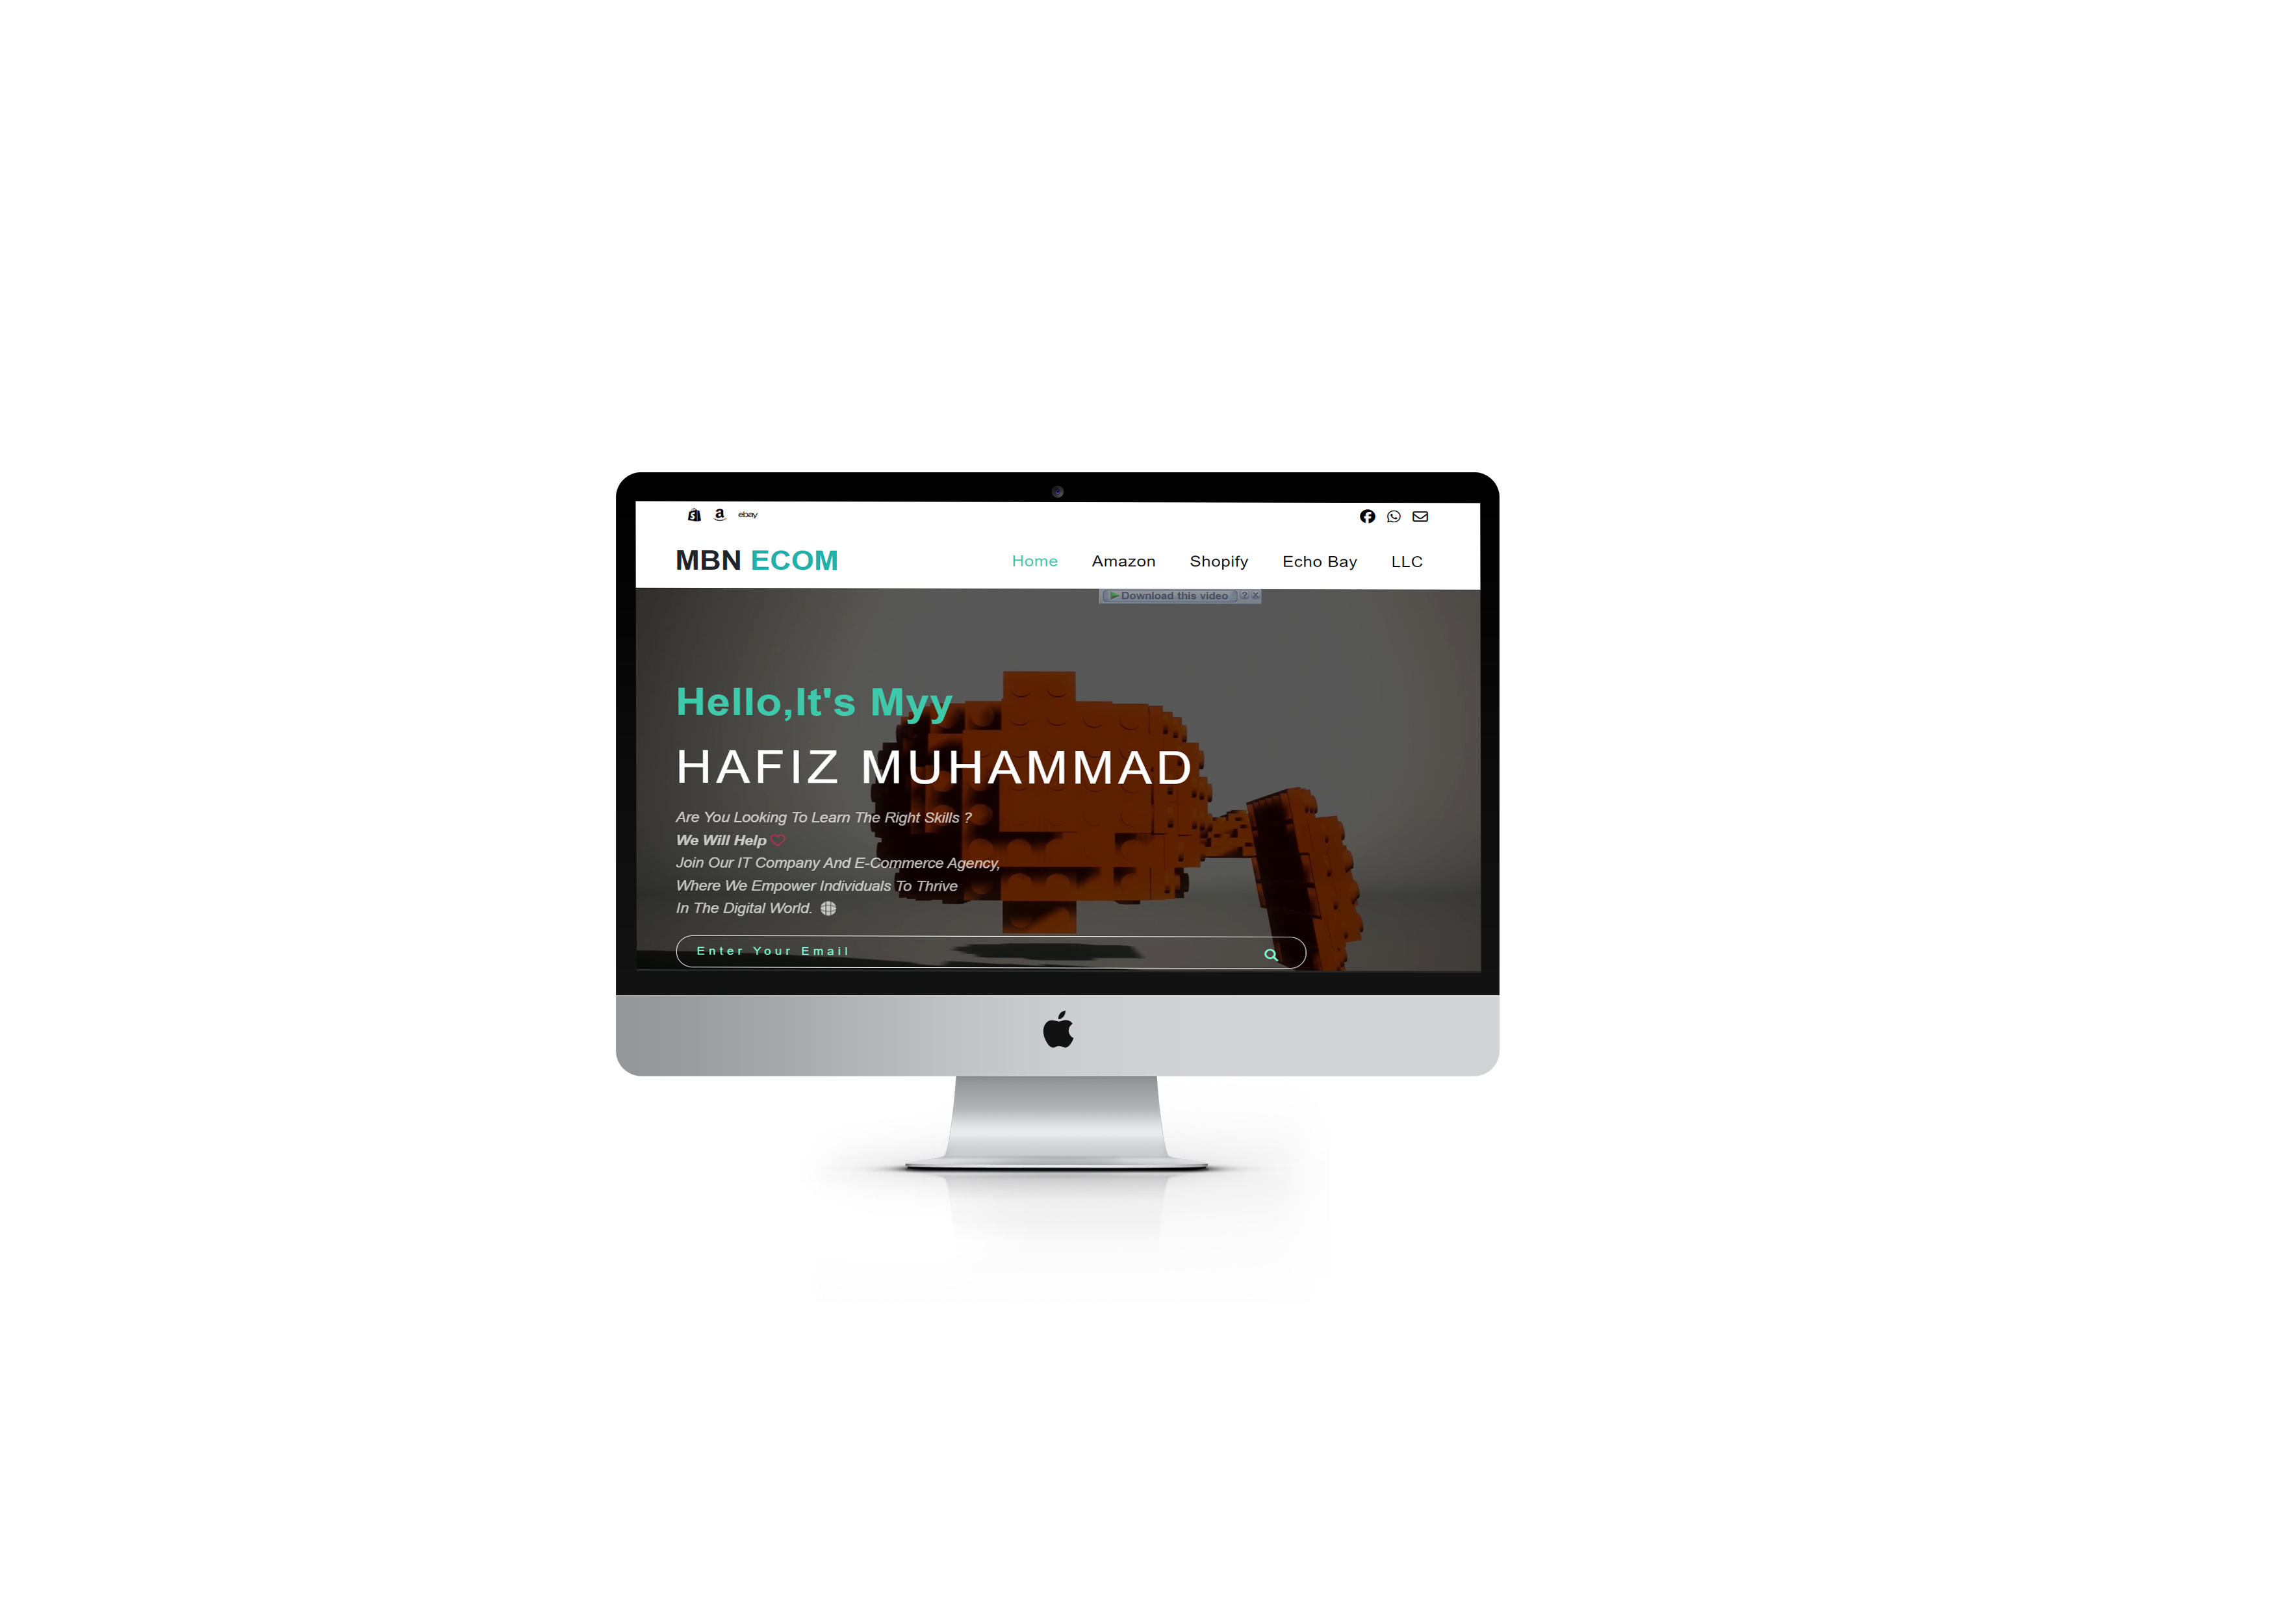 ebay
MBN ECOM
Home Amazon Shopify Echo Bay LLC
Download this video ? X
Hello,It's Myy
HAFIZ MUHAMMAD
Are You Looking To Learn The Right Skills ?
We Will Help
Join Our IT Company And E-Commerce Agency,
Where We Empower Individuals To Thrive
In The Digital World.
Enter Your Email